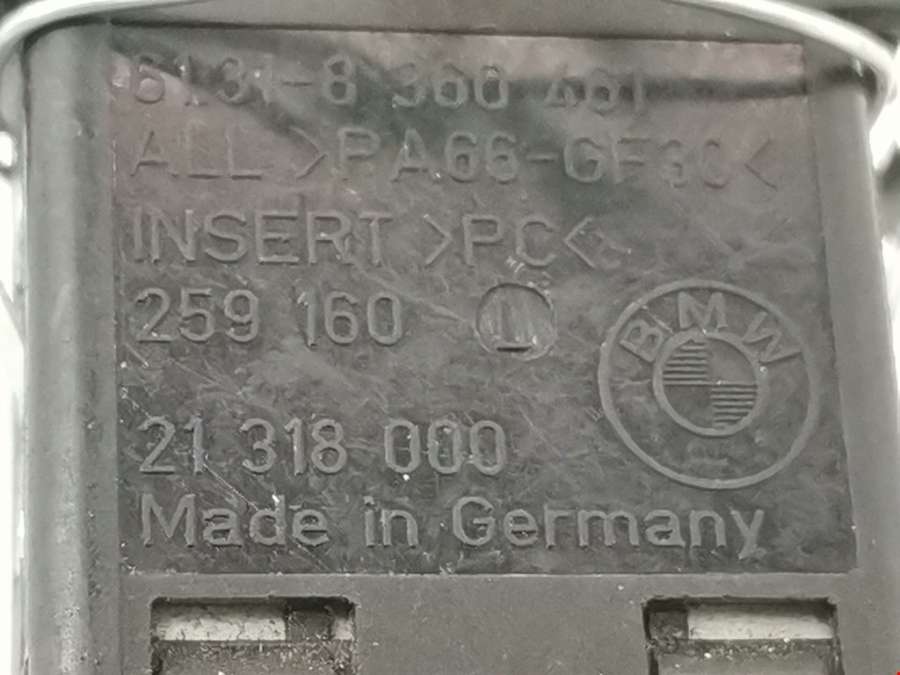 6131-8 360 461
ALL >PA66-GF30<
INSERT >PC<
259 160
BMW
21 318 000
Made in Germany